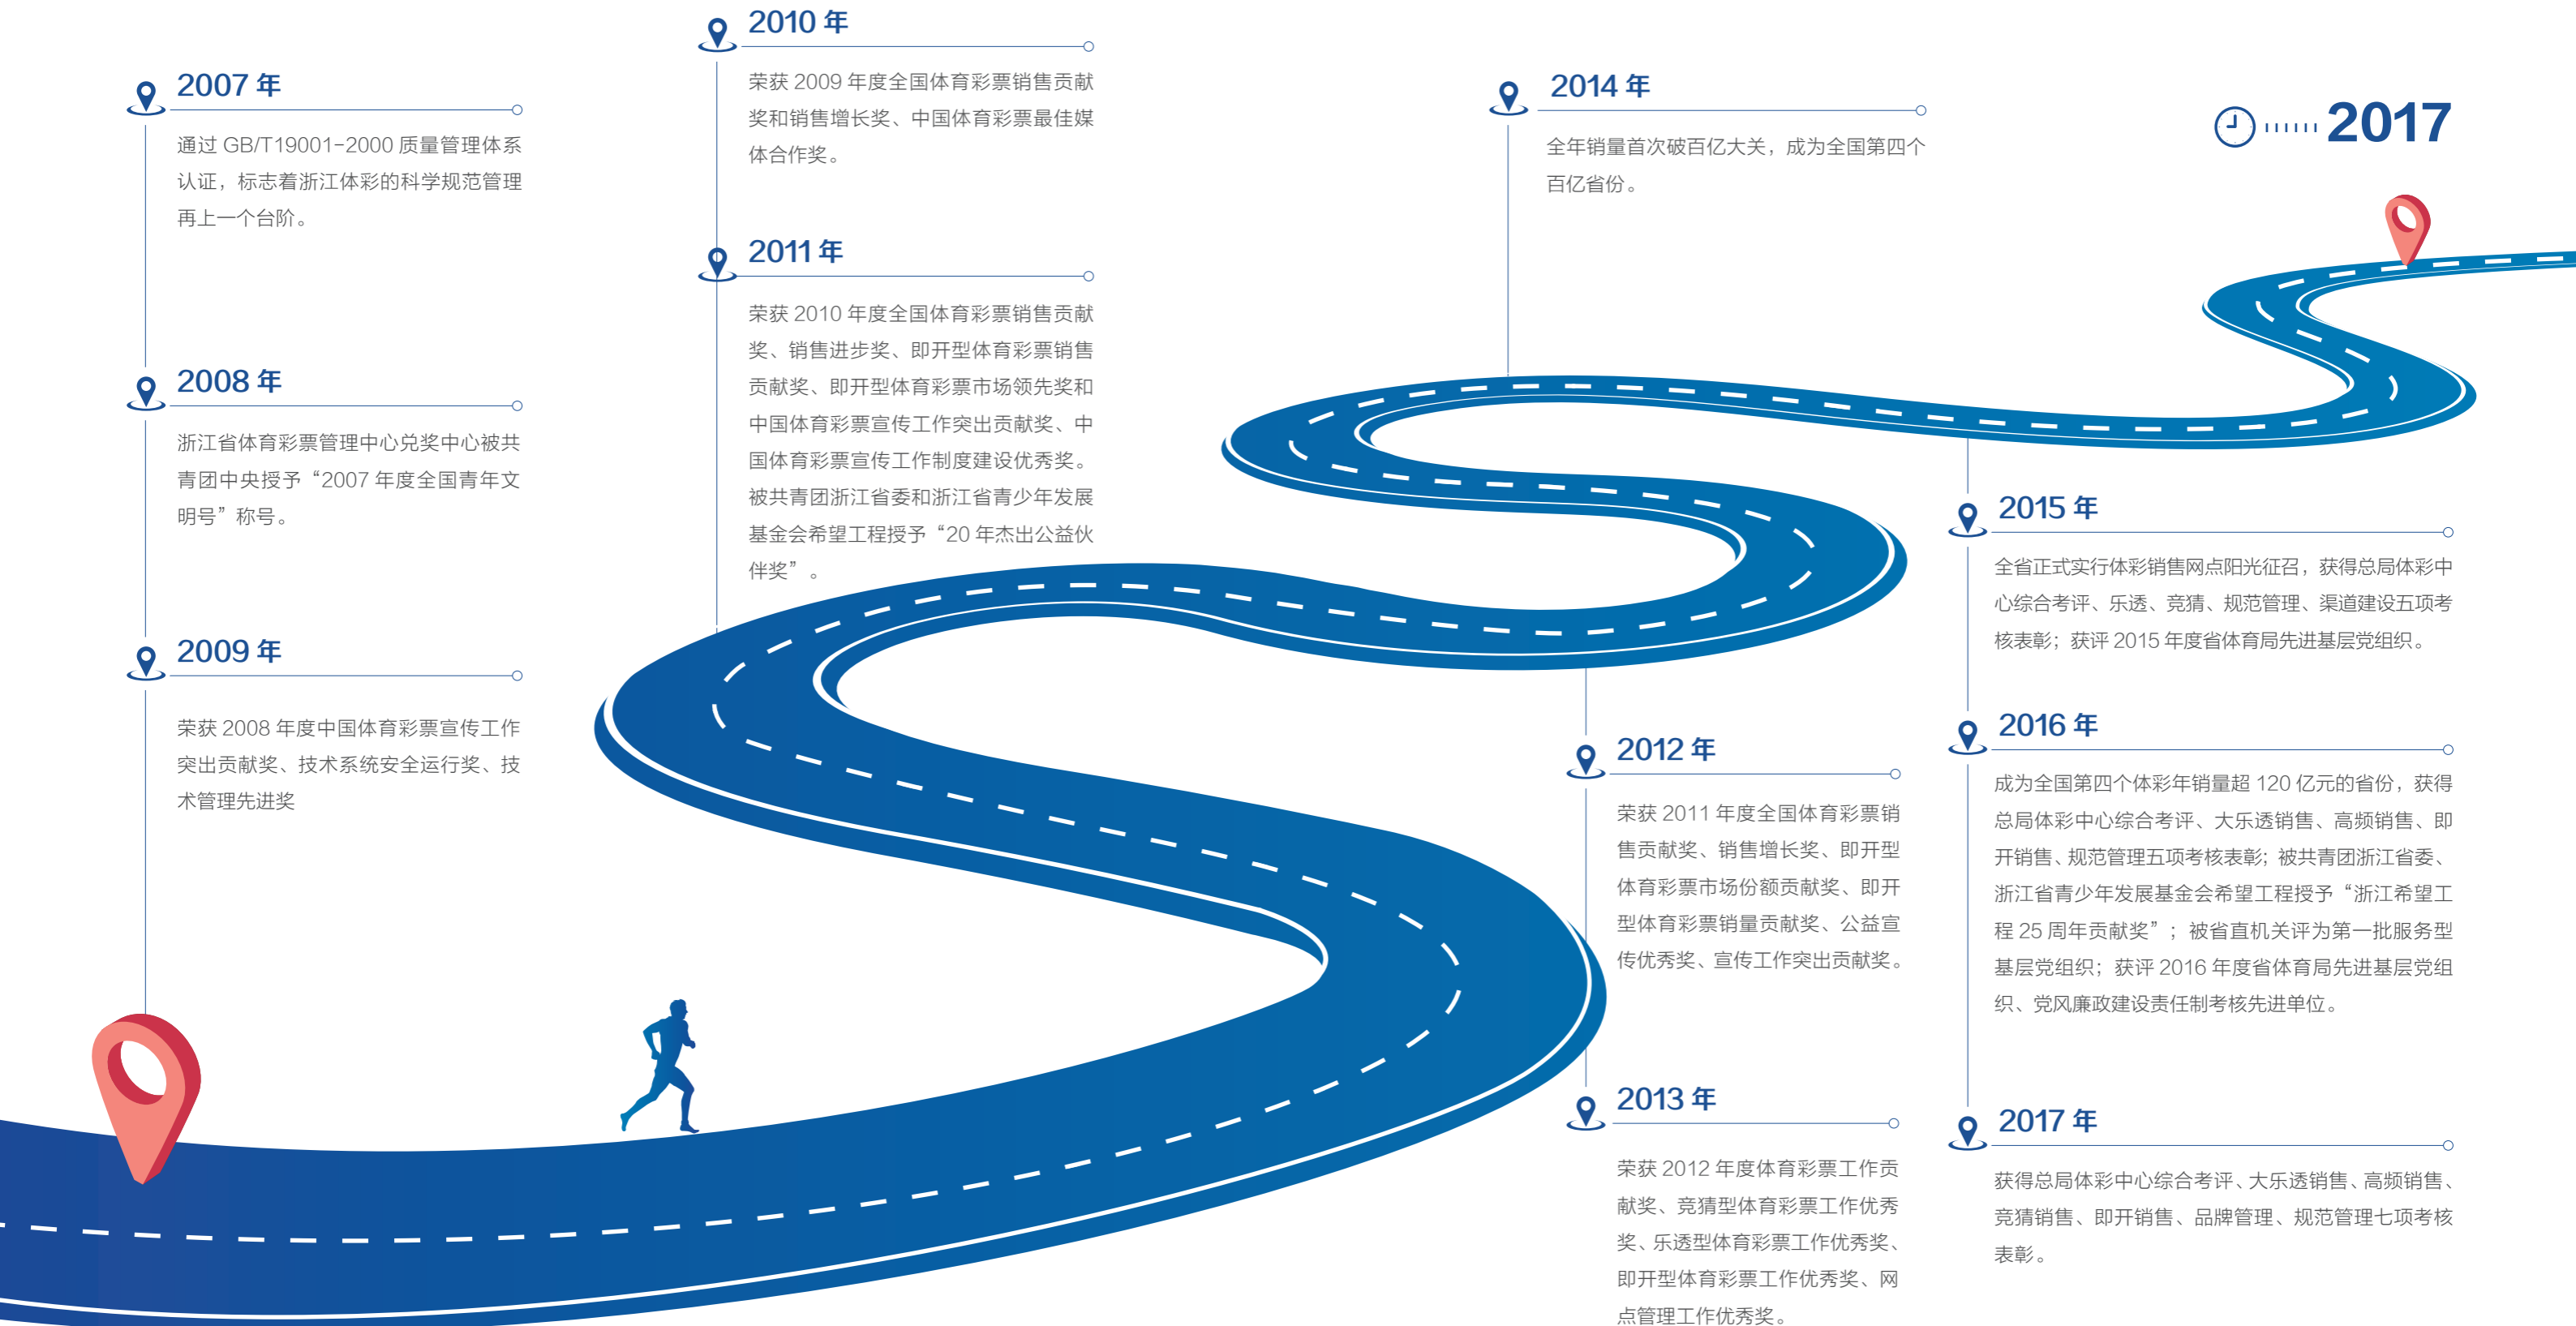 2007 年
通过 GB/T19001-2000 质量管理体系
认证，标志着浙江体彩的科学规范管理
再上一个台阶。
2008 年
浙江省体育彩票管理中心兑奖中心被共
青团中央授予“2007 年度全国青年文
明号”称号。
2009 年
荣获 2008 年度中国体育彩票宣传工作
突出贡献奖、技术系统安全运行奖、技
术管理先进奖
2010 年
荣获 2009 年度全国体育彩票销售贡献
奖和销售增长奖、中国体育彩票最佳媒
体合作奖。
2011 年
荣获 2010 年度全国体育彩票销售贡献
奖、销售进步奖、即开型体育彩票销售
贡献奖、即开型体育彩票市场领先奖和
中国体育彩票宣传工作突出贡献奖、中
国体育彩票宣传工作制度建设优秀奖。
被共青团浙江省委和浙江省青少年发展
基金会希望工程授予“20 年杰出公益伙
伴奖”。
2012 年
荣获 2011 年度全国体育彩票销
售贡献奖、销售增长奖、即开型
体育彩票市场份额贡献奖、即开
型体育彩票销量贡献奖、公益宣
传优秀奖、宣传工作突出贡献奖。
2013 年
荣获 2012 年度体育彩票工作贡
献奖、竞猜型体育彩票工作优秀
奖、乐透型体育彩票工作优秀奖、
即开型体育彩票工作优秀奖、网
点管理工作优秀奖。
2014 年
全年销量首次破百亿大关，成为全国第四个
百亿省份。
2017
2015 年
全省正式实行体彩销售网点阳光征召，获得总局体彩中
心综合考评、乐透、竞猜、规范管理、渠道建设五项考
核表彰；获评 2015 年度省体育局先进基层党组织。
2016 年
成为全国第四个体彩年销量超 120 亿元的省份，获得
总局体彩中心综合考评、大乐透销售、高频销售、即
开销售、规范管理五项考核表彰；被共青团浙江省委、
浙江省青少年发展基金会希望工程授予“浙江希望工
程 25 周年贡献奖”；被省直机关评为第一批服务型
基层党组织；获评 2016 年度省体育局先进基层党组
织、党风廉政建设责任制考核先进单位。
2017 年
获得总局体彩中心综合考评、大乐透销售、高频销售、
竞猜销售、即开销售、品牌管理、规范管理七项考核
表彰。